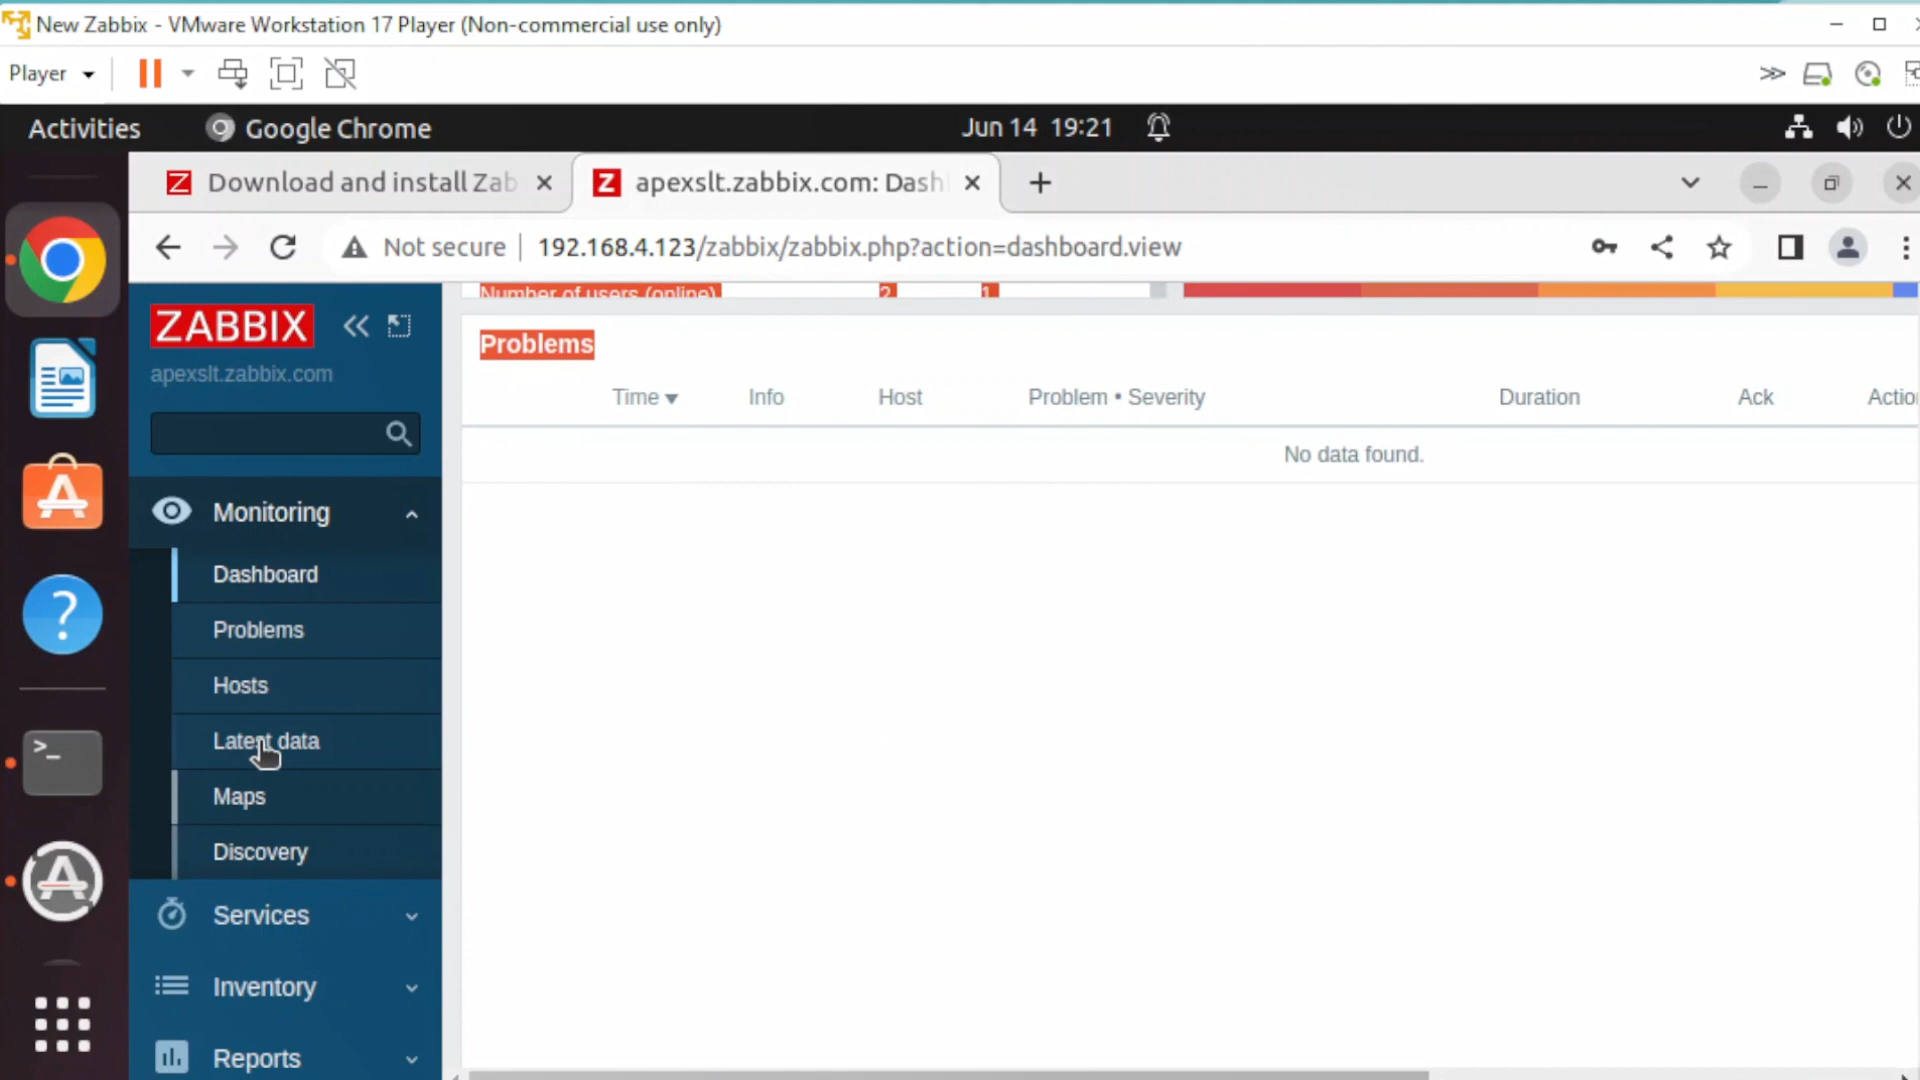 New Zabbix - VMware Workstation 17 Player (Non-commercial use only)
Player
Activities
Google Chrome
Jun 14 19:21
Download and install Zab
apexslt.zabbix.com: Dash
Not secure
192.168.4.123/zabbix/zabbix.php?action=dashboard.view
ZABBIX
apexslt.zabbix.com
Number of users (online) 2 1
Problems
Time ▼ Info Host Problem • Severity Duration Ack Actio
No data found.
Monitoring
Dashboard
Problems
Hosts
Latest data
Maps
Discovery
Services
Inventory
Reports